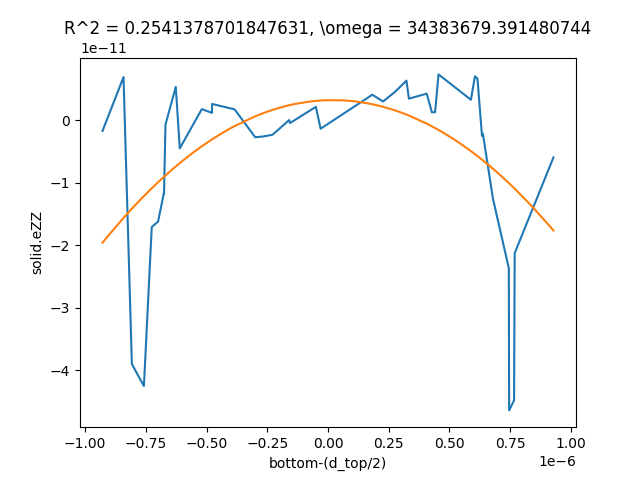 R^2 = 0.2541378701847631, \omega = 34383679.391480744
1e−11
0
−1
−2
−3
−4
solid.eZZ
−1.00 −0.75 −0.50 −0.25 0.00 0.25 0.50 0.75 1.00
1e−6
bottom-(d_top/2)